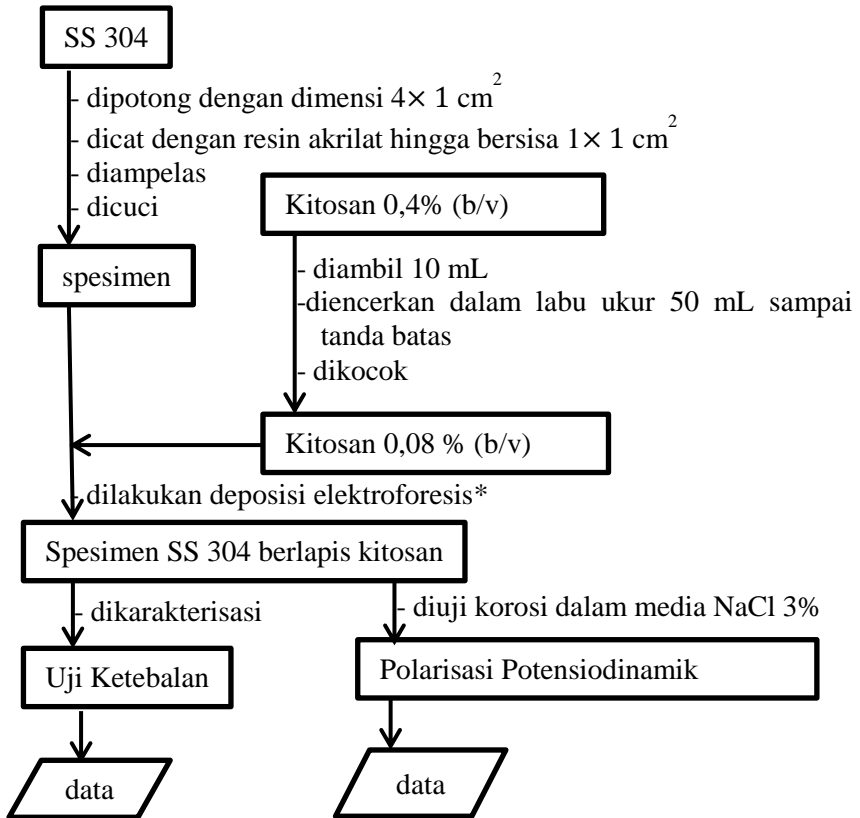 SS 304
- dipotong dengan dimensi 4× 1 cm²
- dicat dengan resin akrilat hingga bersisa 1× 1 cm²
- diampelas
- dicuci
Kitosan 0,4% (b/v)
spesimen
- diambil 10 mL
-diencerkan dalam labu ukur 50 mL sampai
tanda batas
- dikocok
Kitosan 0,08 % (b/v)
- dilakukan deposisi elektroforesis*
Spesimen SS 304 berlapis kitosan
- dikarakterisasi
- diuji korosi dalam media NaCl 3%
Uji Ketebalan
Polarisasi Potensiodinamik
data
data